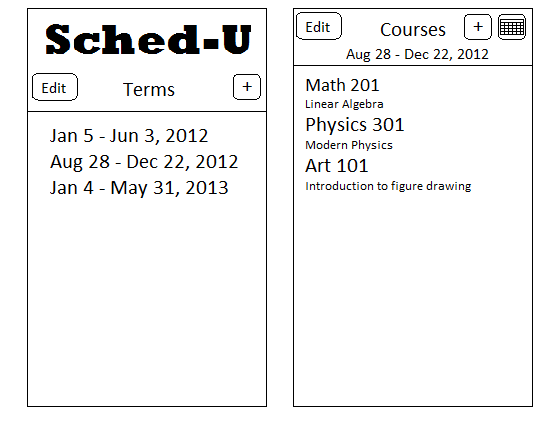 Sched-U
Edit Terms +
Jan 5 - Jun 3, 2012
Aug 28 - Dec 22, 2012
Jan 4 - May 31, 2013
Edit Courses +
Aug 28 - Dec 22, 2012
Math 201
Linear Algebra
Physics 301
Modern Physics
Art 101
Introduction to figure drawing